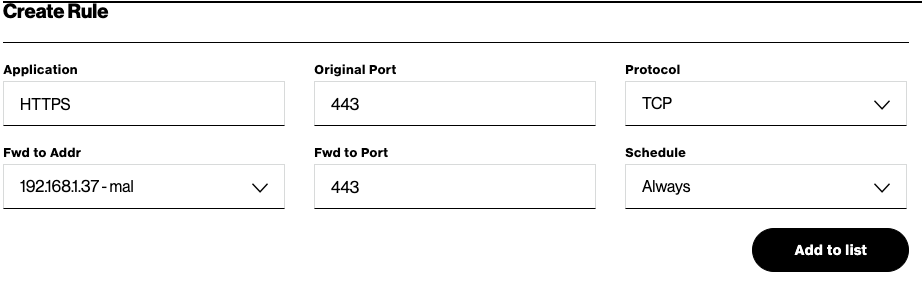 Create Rule
Application Original Port Protocol
HTTPS 443 TCP
Fwd to Addr Fwd to Port Schedule
192.168.1.37 - mal 443 Always
Add to list